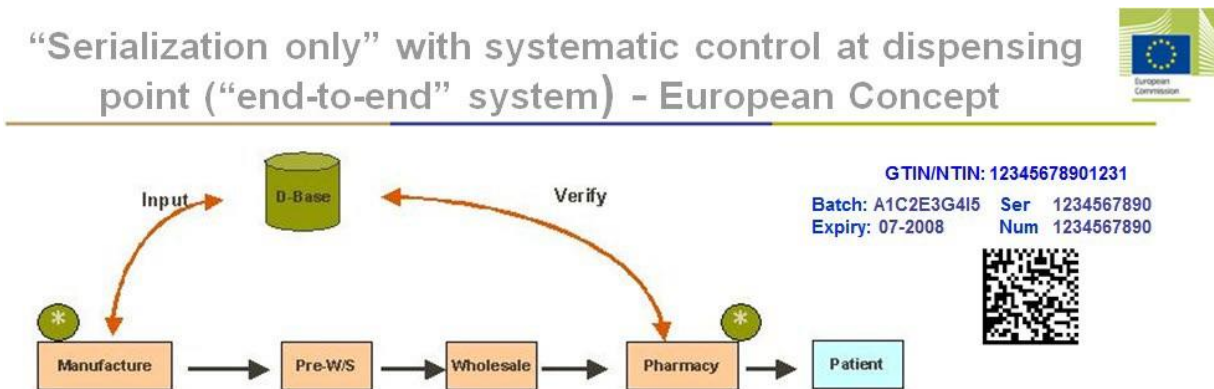 “Serialization only” with systematic control at dispensing
point (“end-to-end” system) - European Concept
European
Commission
Input
D-Base
Verify
GTIN/NTIN: 12345678901231
Batch: A1C2E3G4I5 Ser 1234567890
Expiry: 07-2008 Num 1234567890
*
*
Manufacture
Pre-W/S
Wholesale
Pharmacy
Patient